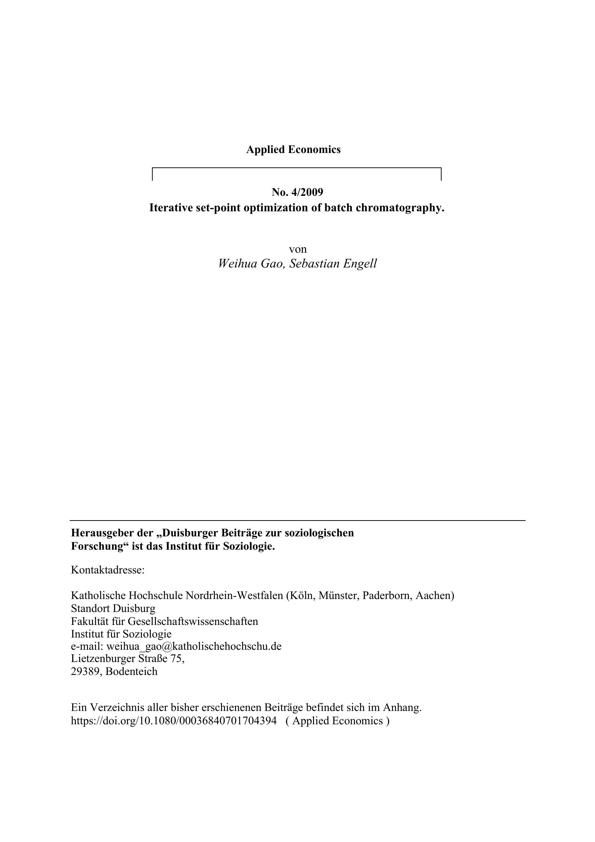 Applied Economics
No. 4/2009
Iterative set-point optimization of batch chromatography.
von
Weihua Gao, Sebastian Engell
Herausgeber der „Duisburger Beiträge zur soziologischen
Forschung“ ist das Institut für Soziologie.
Kontaktadresse:
Katholische Hochschule Nordrhein-Westfalen (Köln, Münster, Paderborn, Aachen)
Standort Duisburg
Fakultät für Gesellschaftswissenschaften
Institut für Soziologie
e-mail: weihua_gao@katholischehochschu.de
Lietzenburger Straße 75,
29389, Bodenteich
Ein Verzeichnis aller bisher erschienenen Beiträge befindet sich im Anhang.
https://doi.org/10.1080/00036840701704394 ( Applied Economics )